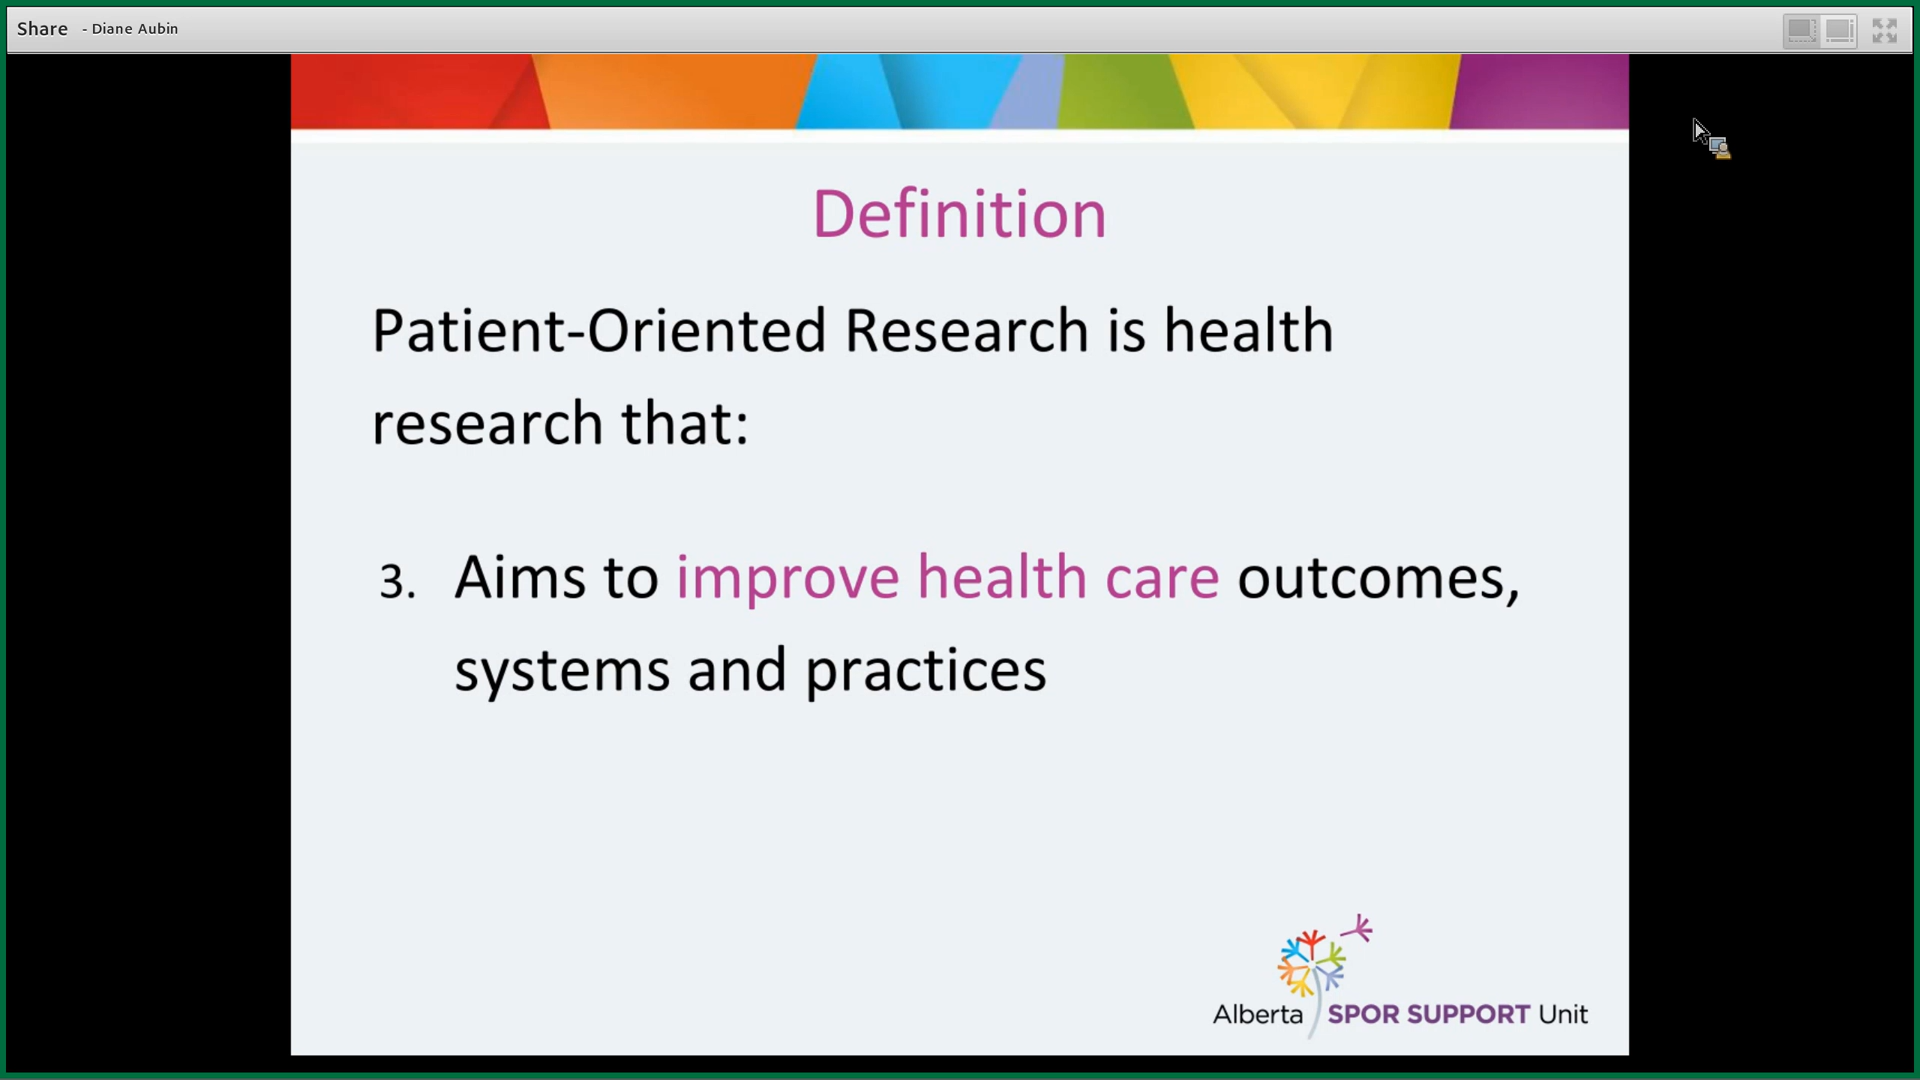 Share - Diane Aubin
Definition
Patient-Oriented Research is health
research that:
3. Aims to improve health care outcomes,
systems and practices
Alberta SPOR SUPPORT Unit